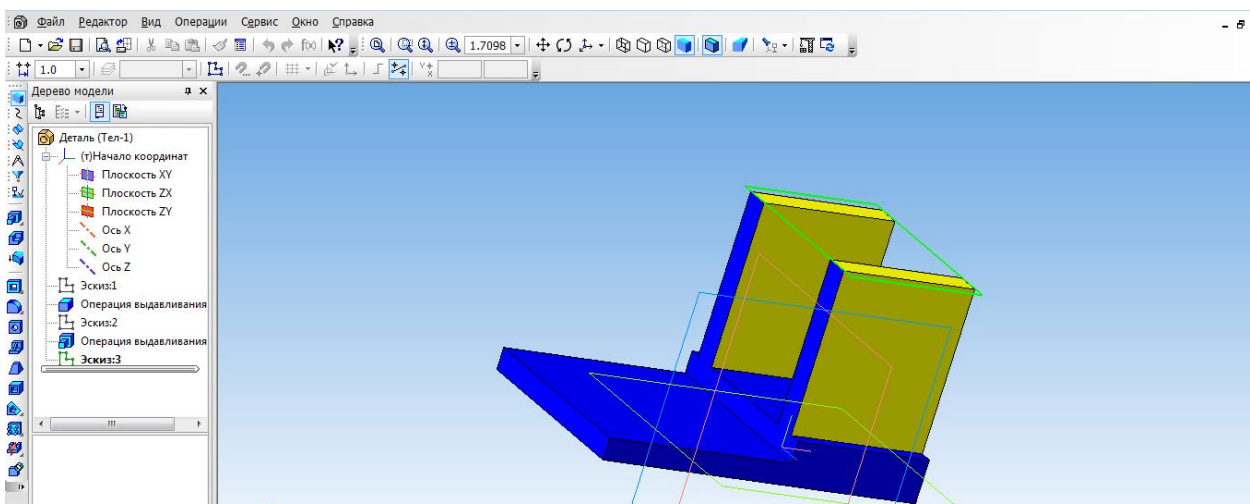 Файл Редактор Вид Операции Сервис Окно Справка
1.7098
1.0
Дерево модели
Деталь (Тел-1)
(т)Начало координат
Плоскость XY
Плоскость ZX
Плоскость ZY
Ось X
Ось Y
Ось Z
Эскиз:1
Операция выдавливания
Эскиз:2
Операция выдавливания
Эскиз:3